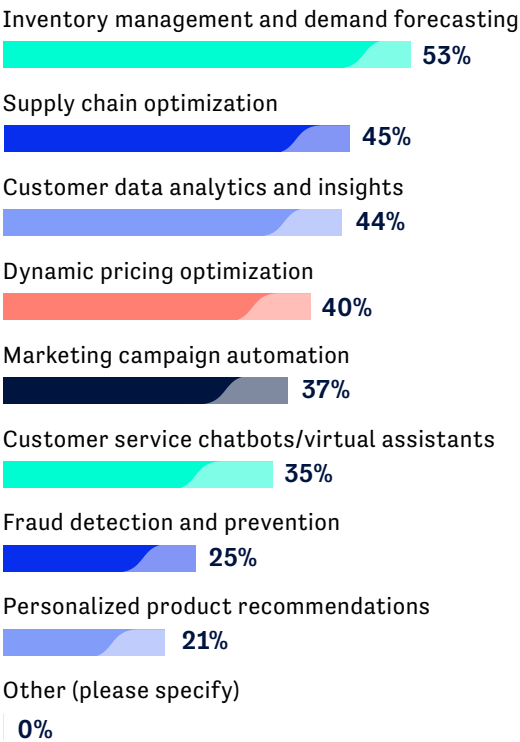 Inventory management and demand forecasting
53%
Supply chain optimization
45%
Customer data analytics and insights
44%
Dynamic pricing optimization
40%
Marketing campaign automation
37%
Customer service chatbots/virtual assistants
35%
Fraud detection and prevention
25%
Personalized product recommendations
21%
Other (please specify)
0%